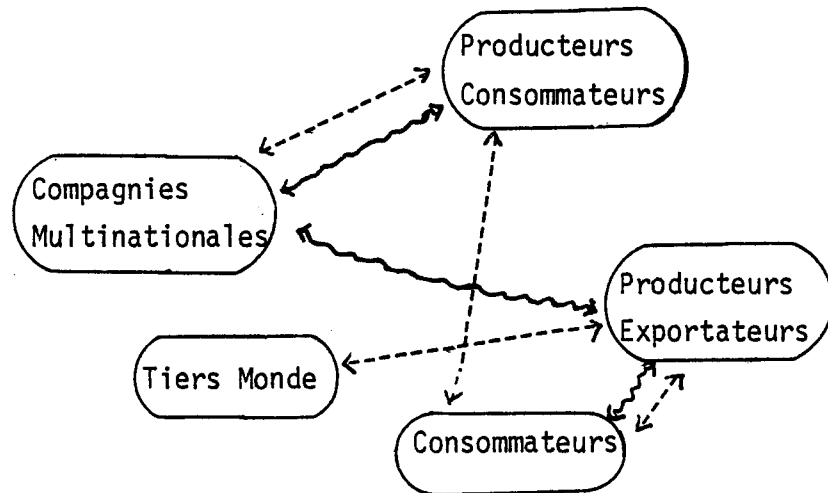 Producteurs
Consommateurs
Compagnies
Multinationales
Producteurs
Exportateurs
Tiers Monde
Consommateurs